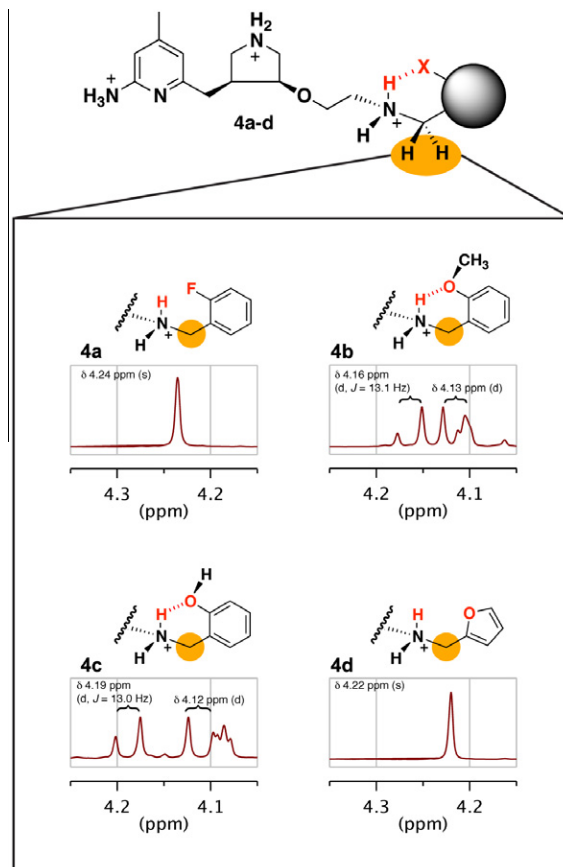 H2
N
+
H
X
+
H3N
N
O
N
H
+
4a-d
H H
F
H
N
H +
4a
δ 4.24 ppm (s)
4.3 4.2
(ppm)
CH3
H O
N
H +
4b
δ 4.16 ppm
(d, J = 13.1 Hz)
δ 4.13 ppm (d)
4.2 4.1
(ppm)
H
O
H
N
H +
4c
δ 4.19 ppm
(d, J = 13.0 Hz)
δ 4.12 ppm (d)
4.2 4.1
(ppm)
H O
N
H +
4d
δ 4.22 ppm (s)
4.3 4.2
(ppm)